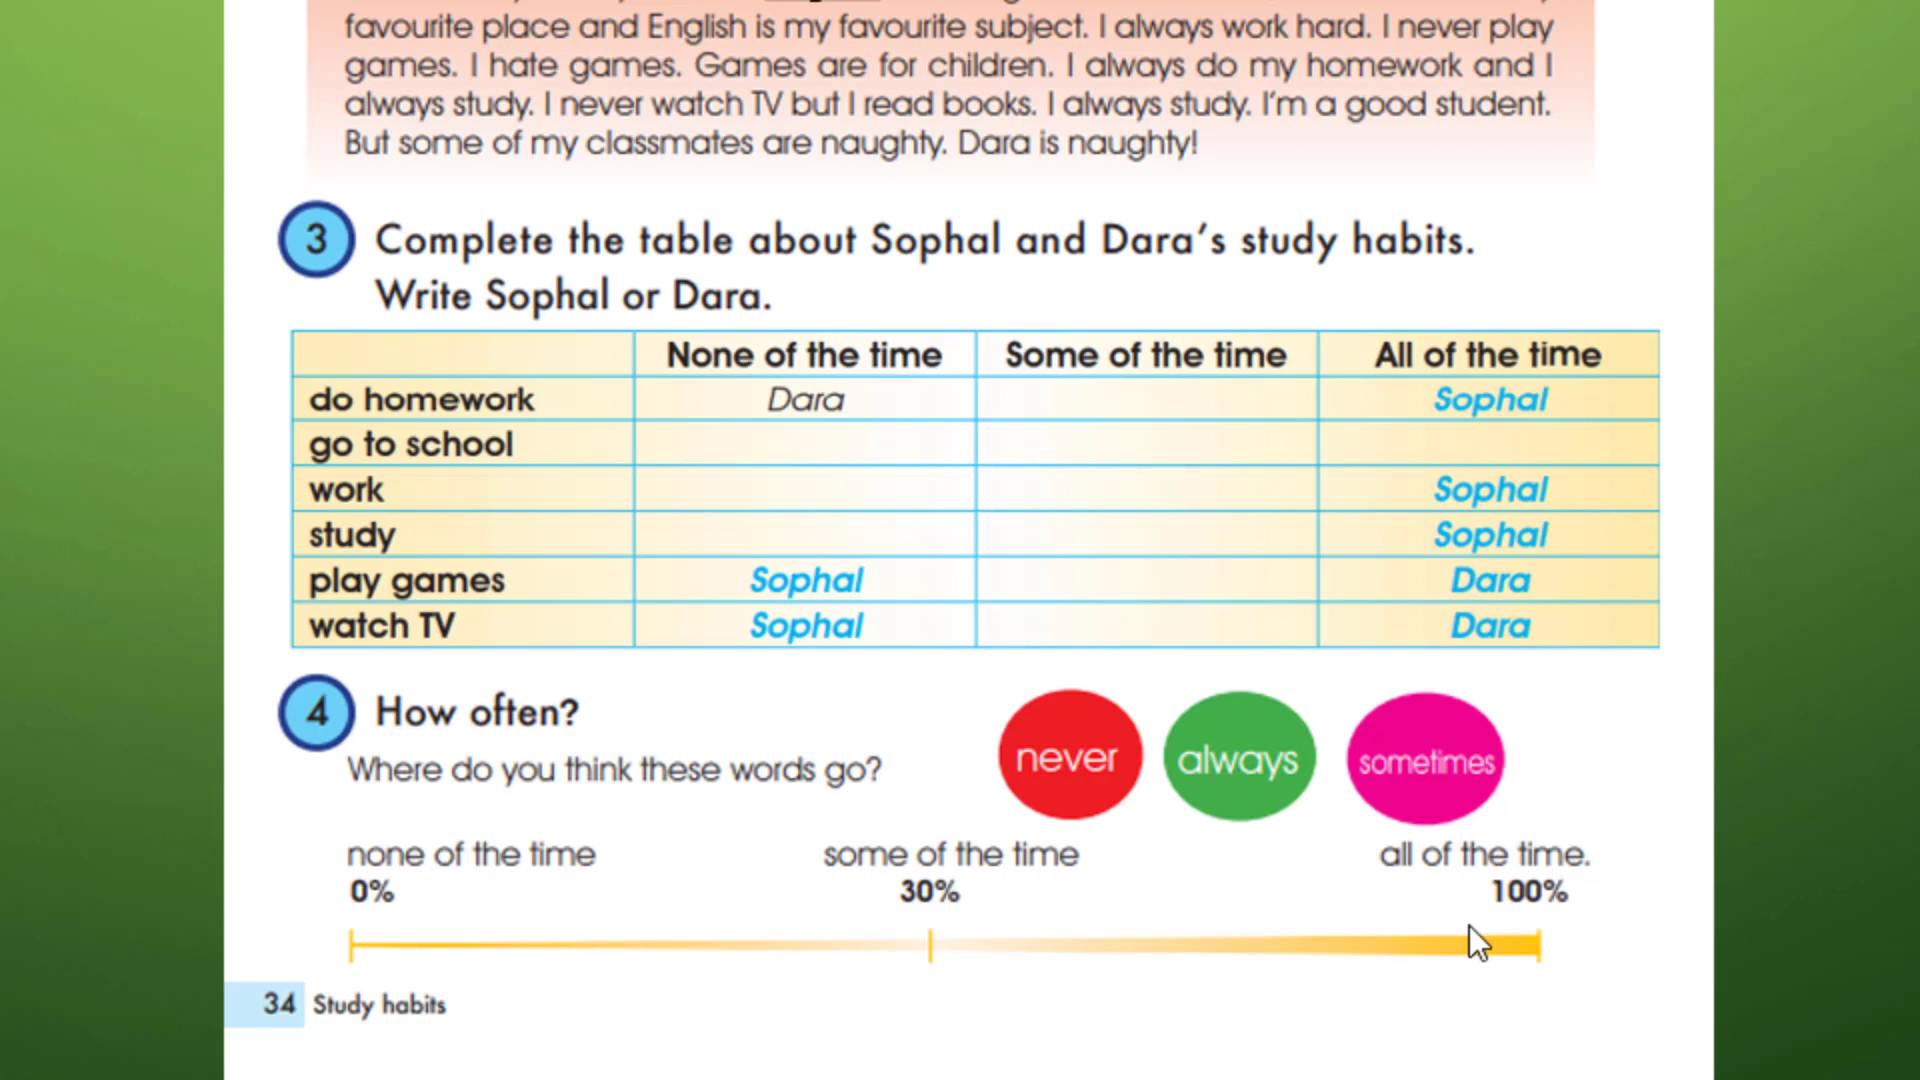 favourite place and English is my favourite subject. I always work hard. I never play
games. I hate games. Games are for children. I always do my homework and I
always study. I never watch TV but I read books. I always study. I'm a good student.
But some of my classmates are naughty. Dara is naughty!
3 Complete the table about Sophal and Dara's study habits.
Write Sophal or Dara.
None of the time Some of the time All of the time
do homework Dara Sophal
go to school
work Sophal
study Sophal
play games Sophal Dara
watch TV Sophal Dara
4 How often?
never always sometimes
Where do you think these words go?
none of the time some of the time all of the time.
0% 30% 100%
34 Study habits